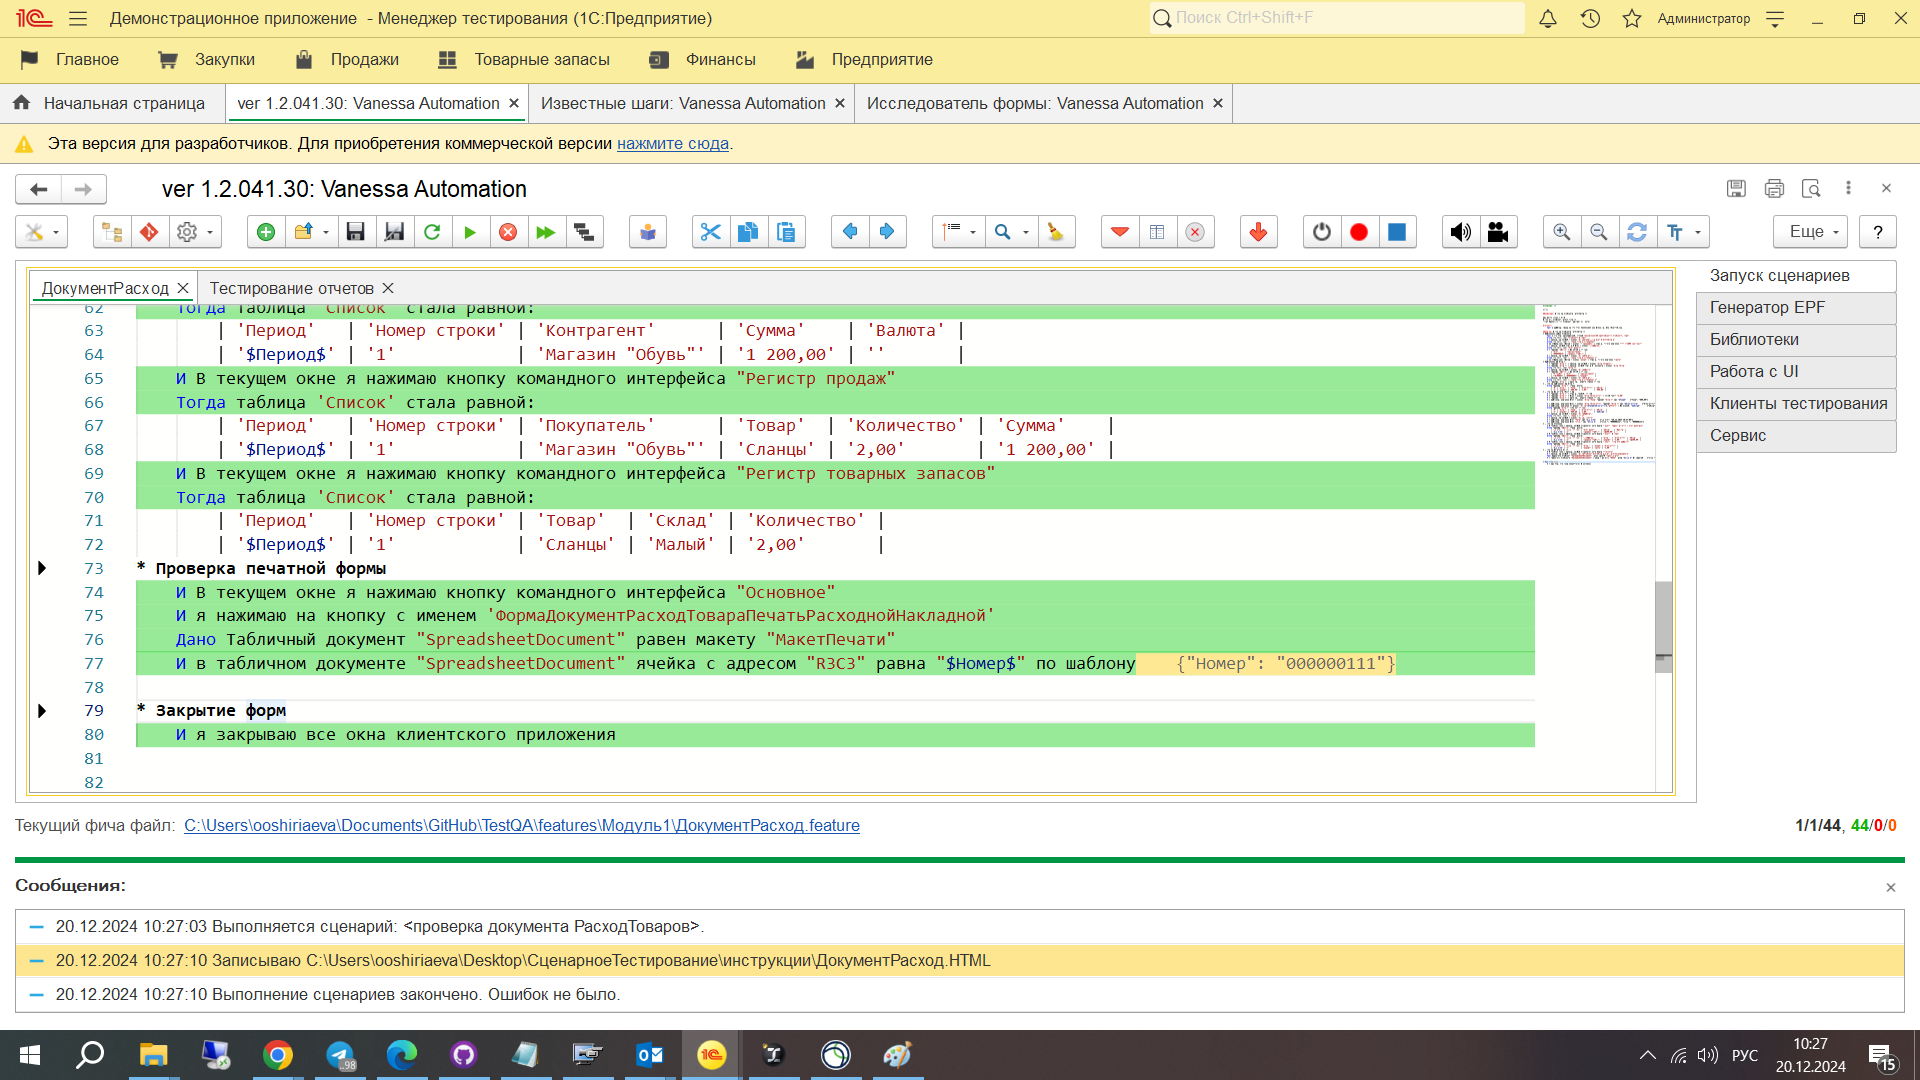 Демонстрационное приложение - Менеджер тестирования (1С:Предприятие)
Поиск Ctrl+Shift+F
Администратор
Главное
Закупки
Продажи
Товарные запасы
Финансы
Предприятие
Начальная страница
ver 1.2.041.30: Vanessa Automation
Известные шаги: Vanessa Automation
Исследователь формы: Vanessa Automation
Эта версия для разработчиков. Для приобретения коммерческой версии нажмите сюда.
ver 1.2.041.30: Vanessa Automation
Еще
?
ДокументРасход
Тестирование отчетов
Запуск сценариев
Генератор EPF
Библиотеки
Работа с UI
Клиенты тестирования
Сервис
62 Тогда таблица 'Список' стала равной:
63 | 'Период' | 'Номер строки' | 'Контрагент' | 'Сумма' | 'Валюта' |
64 | '$Период$' | '1' | 'Магазин "Обувь"' | '1 200,00' | '' |
65 И В текущем окне я нажимаю кнопку командного интерфейса "Регистр продаж"
66 Тогда таблица 'Список' стала равной:
67 | 'Период' | 'Номер строки' | 'Покупатель' | 'Товар' | 'Количество' | 'Сумма' |
68 | '$Период$' | '1' | 'Магазин "Обувь"' | 'Сланцы' | '2,00' | '1 200,00' |
69 И В текущем окне я нажимаю кнопку командного интерфейса "Регистр товарных запасов"
70 Тогда таблица 'Список' стала равной:
71 | 'Период' | 'Номер строки' | 'Товар' | 'Склад' | 'Количество' |
72 | '$Период$' | '1' | 'Сланцы' | 'Малый' | '2,00' |
73 * Проверка печатной формы
74 И В текущем окне я нажимаю кнопку командного интерфейса "Основное"
75 И я нажимаю на кнопку с именем 'ФормаДокументРасходТовараПечатьРасходнойНакладной'
76 Дано Табличный документ "SpreadsheetDocument" равен макету "МакетПечати"
77 И в табличном документе "SpreadsheetDocument" ячейка с адресом "R3C3" равна "$Номер$" по шаблону {"Номер": "000000111"}
78
79 * Закрытие форм
80 И я закрываю все окна клиентского приложения
81
82
Текущий фича файл: C:\Users\ooshiriaeva\Documents\GitHub\TestQA\features\Модуль1\ДокументРасход.feature
1/1/44, 44/0/0
Сообщения:
20.12.2024 10:27:03 Выполняется сценарий: <проверка документа РасходТоваров>.
20.12.2024 10:27:10 Записываю C:\Users\ooshiriaeva\Desktop\СценарноеТестирование\инструкции\ДокументРасход.HTML
20.12.2024 10:27:10 Выполнение сценариев закончено. Ошибок не было.
РУС
10:27
20.12.2024
15